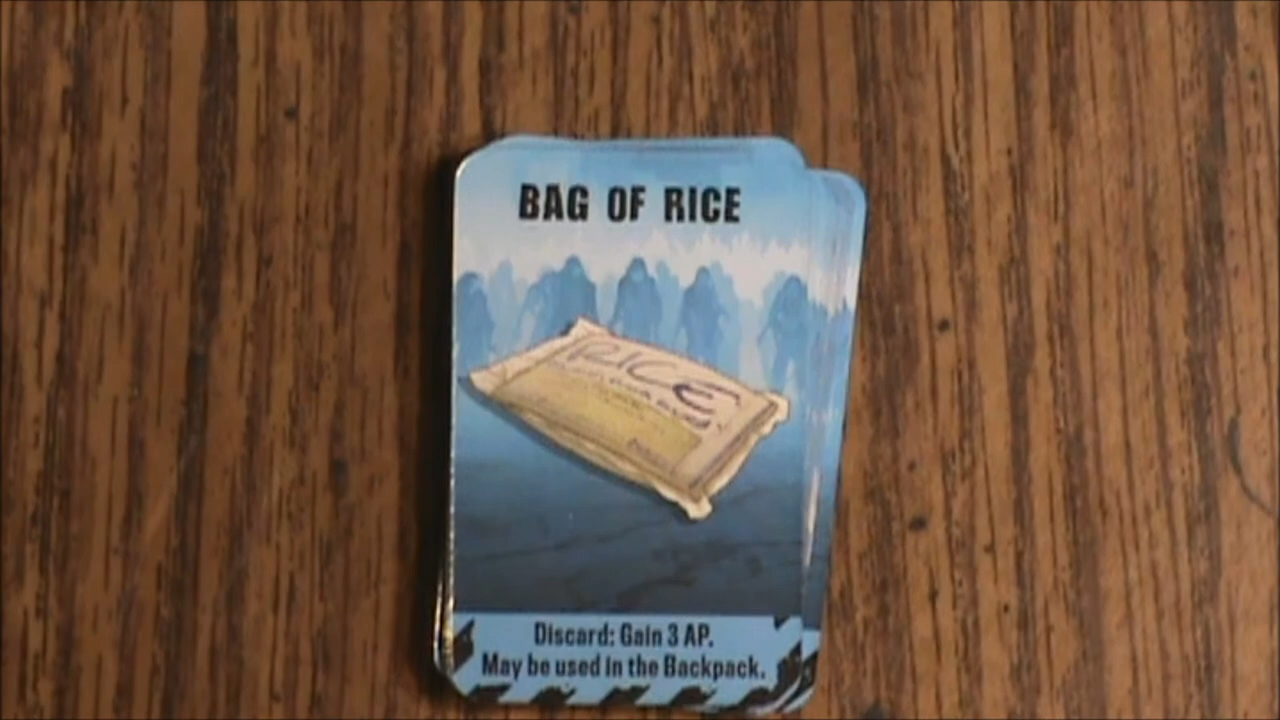 BAG OF RICE
RICE
Discard: Gain 3 AP.
May be used in the Backpack.